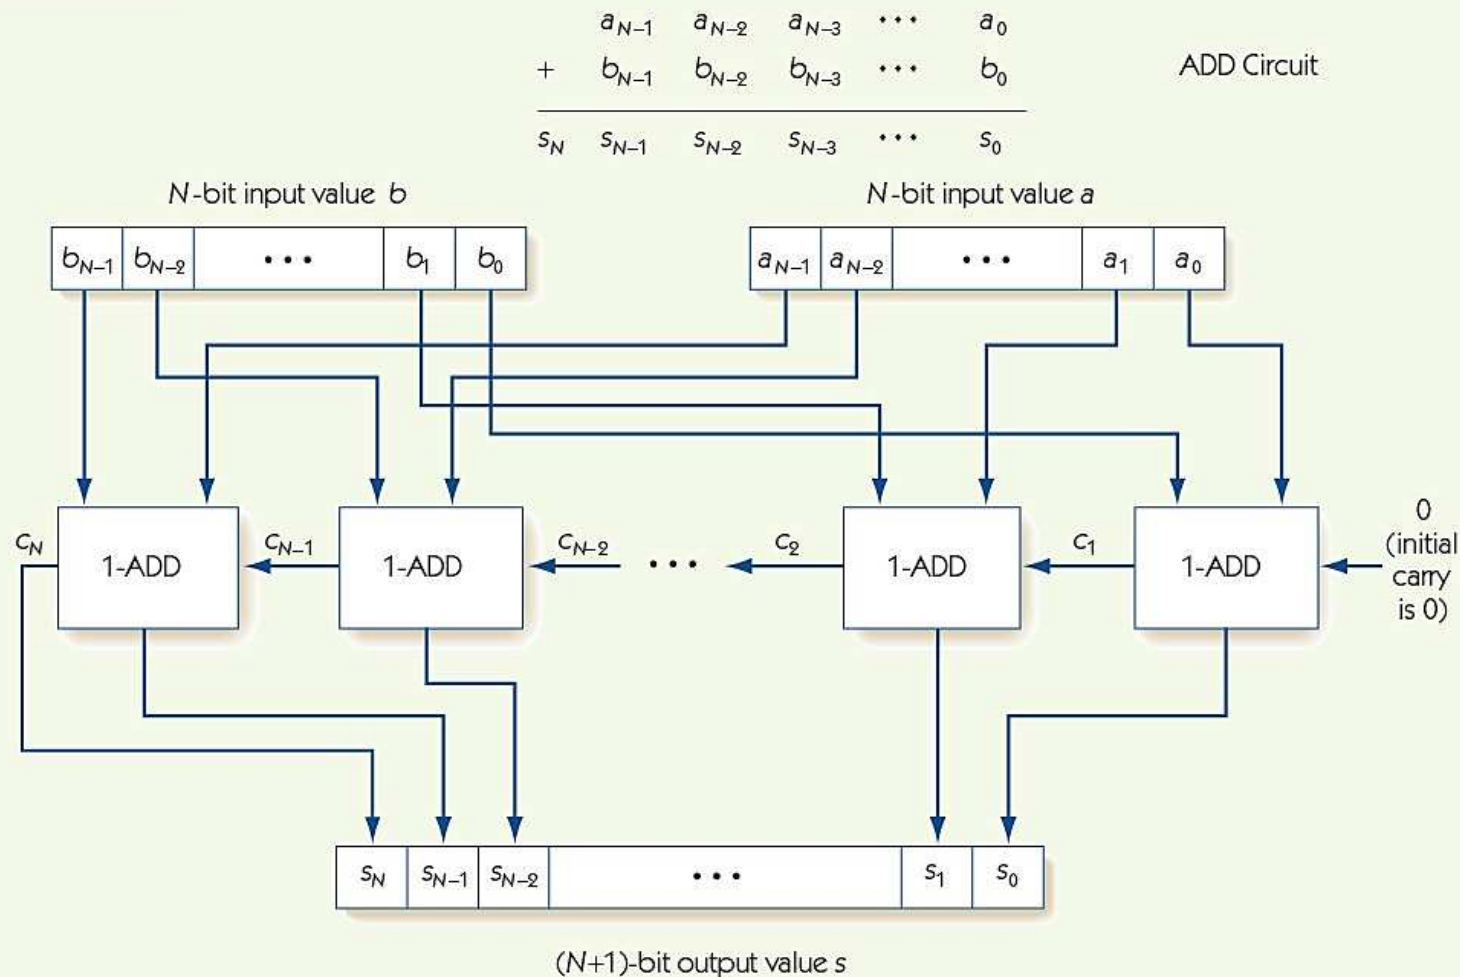 a_{N–1} a_{N–2} a_{N–3} ••• a_0
+ b_{N–1} b_{N–2} b_{N–3} ••• b_0
ADD Circuit
s_N s_{N–1} s_{N–2} s_{N–3} ••• s_0
N-bit input value b
N-bit input value a
b_{N–1} b_{N–2} ••• b_1 b_0
a_{N–1} a_{N–2} ••• a_1 a_0
c_N 1-ADD c_{N–1} 1-ADD c_{N–2} ••• c_2 1-ADD c_1 1-ADD
0
(initial
carry
is 0)
s_N s_{N–1} s_{N–2} ••• s_1 s_0
(N+1)-bit output value s